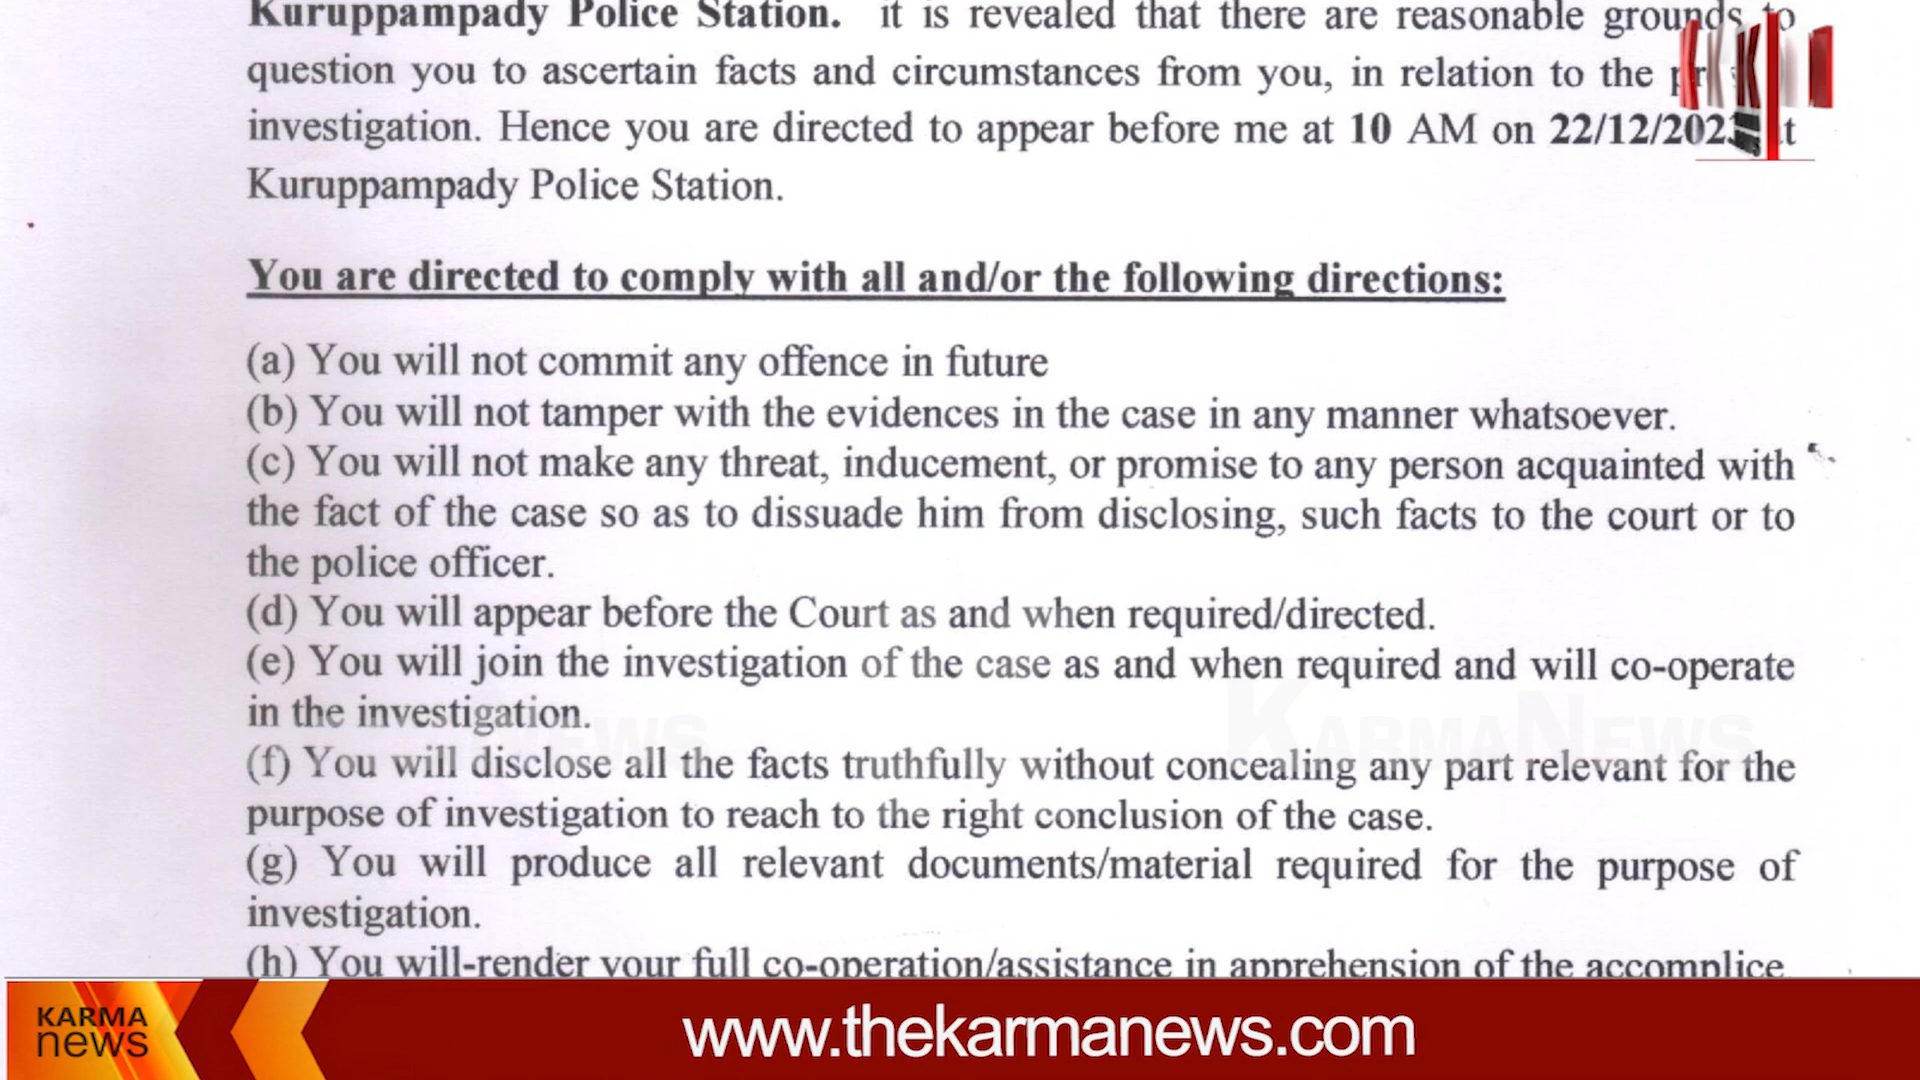 Kuruppampady Police Station. it is revealed that there are reasonable grounds to
question you to ascertain facts and circumstances from you, in relation to the
investigation. Hence you are directed to appear before me at 10 AM on
Kuruppampady Police Station.
You are directed to comply with all and/or the following directions:
(a) You will not commit any offence in future
(b) You will not tamper with the evidences in the case in any manner whatsoever.
(c) You will not make any threat, inducement, or promise to any person acquainted with
the fact of the case so as to dissuade him from disclosing, such facts to the court or to
the police officer.
(d) You will appear before the Court as and when required/directed.
(e) You will join the investigation of the case as and when required and will co-operate
in the investigation.
KARMANEWS
(f) You will disclose all the facts truthfully without concealing any part relevant for the
purpose of investigation to reach to the right conclusion of the case.
(g) You will produce all relevant documents/material required for the purpose of
investigation.
(h) You will-render your full co-operation/assistance in apprehension of the accomplice
KARMA
news
www.thekarmanews.com